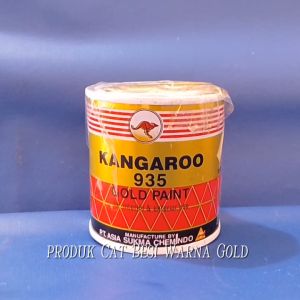 KANGAROO
935
GOLD PAINT
MANUFACTURE BY
PT. ASIA SUKMA CHEMINDO
Produk Cat Besi Warna Gold